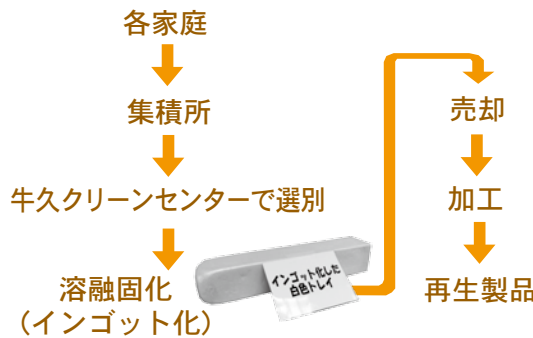 各家庭
集積所
牛久クリーンセンターで選別
溶融固化
（インゴット化）
インゴット化した
白色トレイ
売却
加工
再生製品